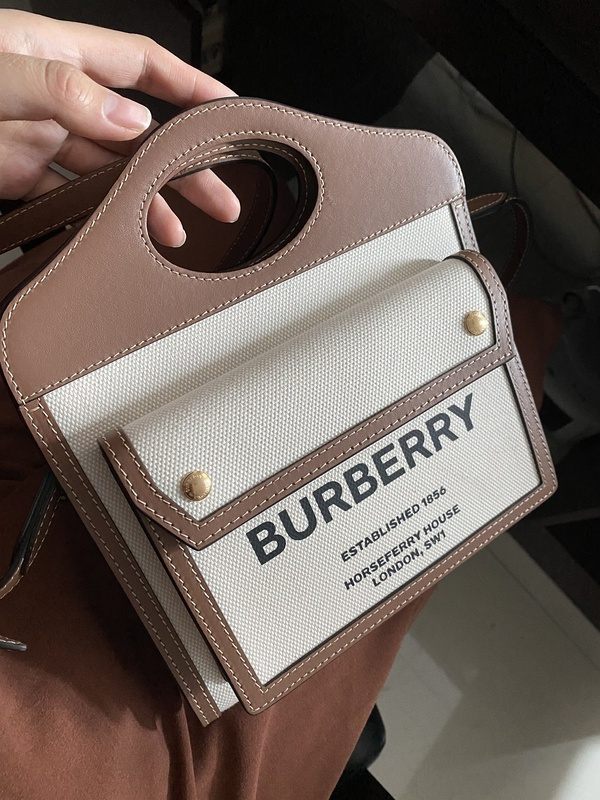 BURBERRY
ESTABLISHED 1856
HORSEFERRY HOUSE
LONDON, SW1